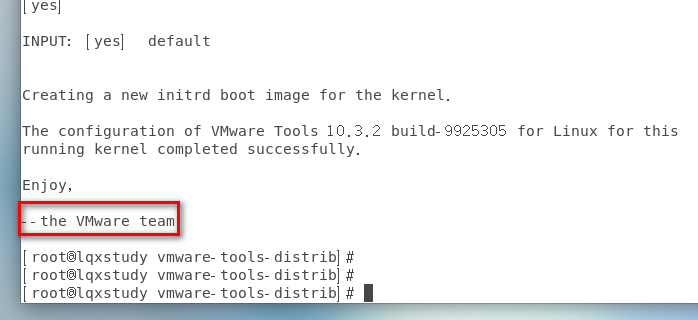 [yes]
INPUT: [yes]  default
Creating a new initrd boot image for the kernel.
The configuration of VMware Tools 10.3.2 build-9925305 for Linux for this
running kernel completed successfully.
Enjoy,
--the VMware team
[root@lqxstudy vmware-tools-distrib]#
[root@lqxstudy vmware-tools-distrib]#
[root@lqxstudy vmware-tools-distrib]#